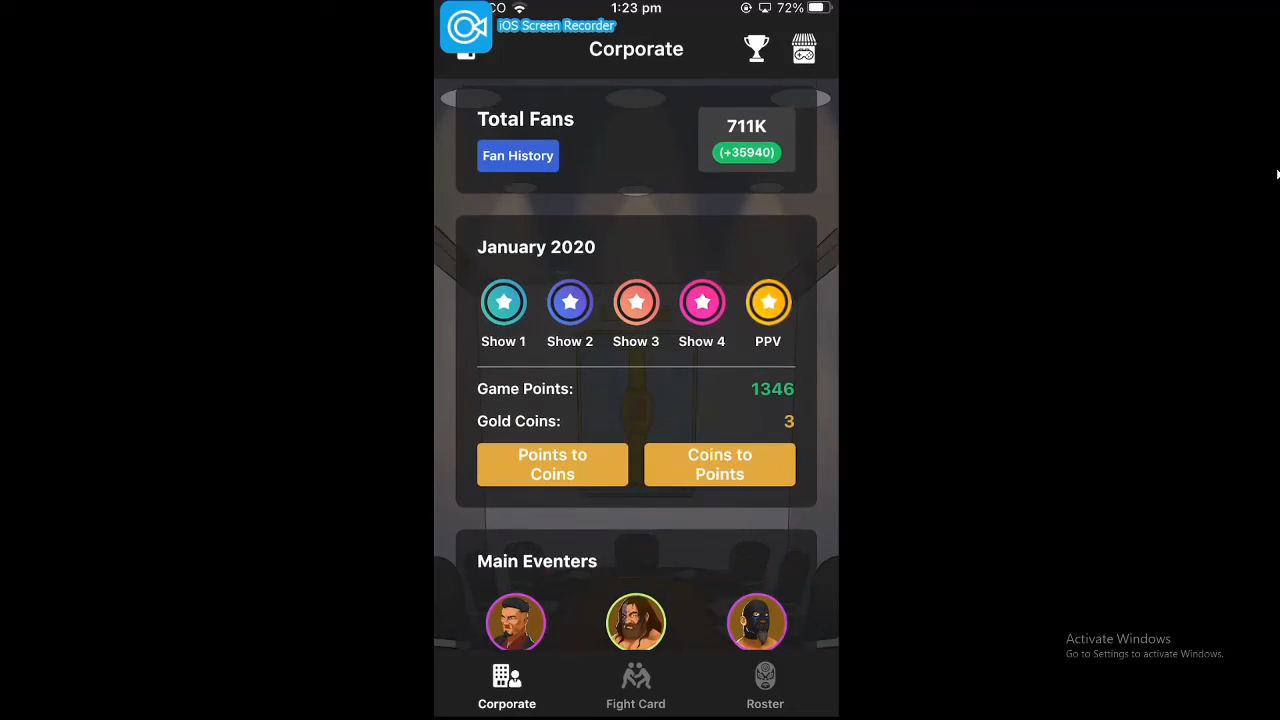 CO 1:23 pm 72%
iOS Screen Recorder
Corporate
Total Fans
711K
Fan History
(+35940)
January 2020
Show 1 Show 2 Show 3 Show 4 PPV
Game Points: 1346
Gold Coins: 3
Points to
Coins
Coins to
Points
Main Eventers
Activate Windows
Go to Settings to activate Windows.
Corporate Fight Card Roster